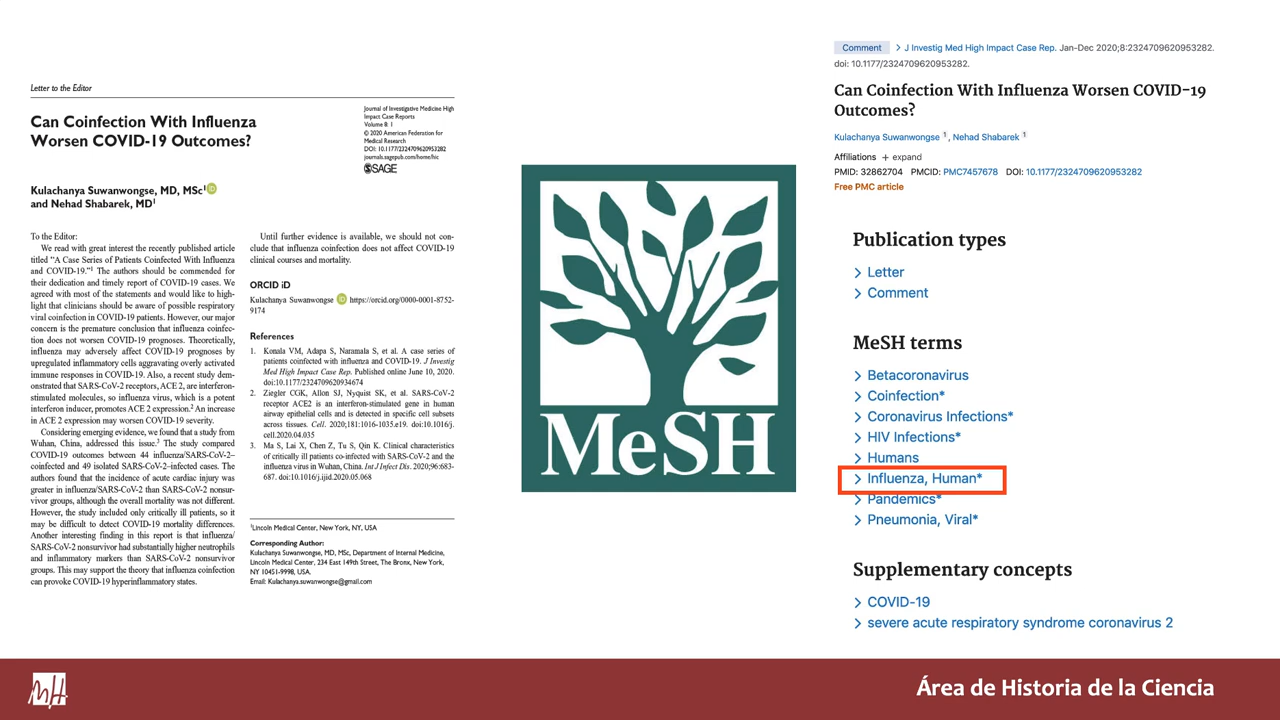 Letter to the Editor
Can Coinfection With Influenza
Worsen COVID-19 Outcomes?
Journal of Investigative Medicine High
Impact Case Reports
Volume 8: 1
© 2020 American Federation for
Medical Research
DOI: 10.1177/2324709620953282
journals.sagepub.com/home/hic
SAGE
Kulachanya Suwanwongse, MD, MSc¹
and Nehad Shabarek, MD¹
To the Editor:
We read with great interest the recently published article
titled “A Case Series of Patients Coinfected With Influenza
and COVID-19.”¹ The authors should be commended for
their dedication and timely report of COVID-19 cases. We
agreed with most of the statements and would like to high-
light that clinicians should be aware of possible respiratory
viral coinfection in COVID-19 patients. However, our major
concern is the premature conclusion that influenza coinfec-
tion does not worsen COVID-19 prognoses. Theoretically,
influenza may adversely affect COVID-19 prognoses by
upregulated inflammatory cells aggravating overly activated
immune responses in COVID-19. Also, a recent study dem-
onstrated that SARS-CoV-2 receptors, ACE 2, are interferon-
stimulated molecules, so influenza virus, which is a potent
interferon inducer, promotes ACE 2 expression.² An increase
in ACE 2 expression may worsen COVID-19 severity.
Considering emerging evidence, we found that a study from
Wuhan, China, addressed this issue.³ The study compared
COVID-19 outcomes between 44 influenza/SARS-CoV-2–
coinfected and 49 isolated SARS-CoV-2–infected cases. The
authors found that the incidence of acute cardiac injury was
greater in influenza/SARS-CoV-2 than SARS-CoV-2 nonsur-
vivor groups, although the overall mortality was not different.
However, the study included only critically ill patients, so it
may be difficult to detect COVID-19 mortality differences.
Another interesting finding in this report is that influenza/
SARS-CoV-2 nonsurvivor had substantially higher neutrophils
and inflammatory markers than SARS-CoV-2 nonsurvivor
groups. This may support the theory that influenza coinfection
can provoke COVID-19 hyperinflammatory states.
Until further evidence is available, we should not con-
clude that influenza coinfection does not affect COVID-19
clinical courses and mortality.
ORCID iD
Kulachanya Suwanwongse iD https://orcid.org/0000-0001-8752-
9174
References
1. Konala VM, Adapa S, Naramala S, et al. A case series of
patients coinfected with influenza and COVID-19. J Investig
Med High Impact Case Rep. Published online June 10, 2020.
doi:10.1177/2324709620934674
2. Ziegler CGK, Allon SJ, Nyquist SK, et al. SARS-CoV-2
receptor ACE2 is an interferon-stimulated gene in human
airway epithelial cells and is detected in specific cell subsets
across tissues. Cell. 2020;181:1016-1035.e19. doi:10.1016/j.
cell.2020.04.035
3. Ma S, Lai X, Chen Z, Tu S, Qin K. Clinical characteristics
of critically ill patients co-infected with SARS-CoV-2 and the
influenza virus in Wuhan, China. Int J Infect Dis. 2020;96:683-
687. doi:10.1016/j.ijid.2020.05.068
¹Lincoln Medical Center, New York, NY, USA
Corresponding Author:
Kulachanya Suwanwongse, MD, MSc, Department of Internal Medicine,
Lincoln Medical Center, 234 East 149th Street, The Bronx, New York,
NY 10451-9998, USA.
Email: Kulachanya.suwanwongse@gmail.com
MeSH
Comment > J Investig Med High Impact Case Rep. Jan-Dec 2020;8:2324709620953282.
doi: 10.1177/2324709620953282.
Can Coinfection With Influenza Worsen COVID-19
Outcomes?
Kulachanya Suwanwongse ¹, Nehad Shabarek ¹
Affiliations + expand
PMID: 32862704 PMCID: PMC7457678 DOI: 10.1177/2324709620953282
Free PMC article
Publication types
> Letter
> Comment
MeSH terms
> Betacoronavirus
> Coinfection*
> Coronavirus Infections*
> HIV Infections*
> Humans
> Influenza, Human*
> Pandemics*
> Pneumonia, Viral*
Supplementary concepts
> COVID-19
> severe acute respiratory syndrome coronavirus 2
Área de Historia de la Ciencia